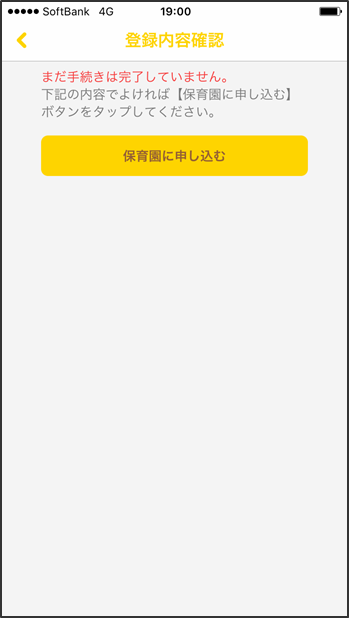 SoftBank 4G 19:00
登録内容確認
まだ手続きは完了していません。
下記の内容でよければ【保育園に申し込む】
ボタンをタップしてください。
保育園に申し込む